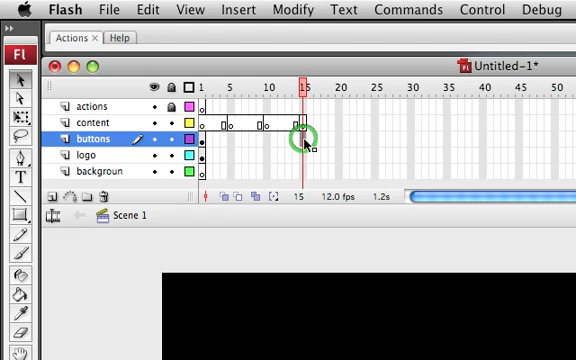 Flash File Edit View Insert Modify Text Commands Control Debug
Actions × Help
Fl
Untitled-1*
1 5 10 15 20 25 30 35 40 45 50
actions
content
buttons
logo
backgroun
15 12.0 fps 1.2s
Scene 1
T